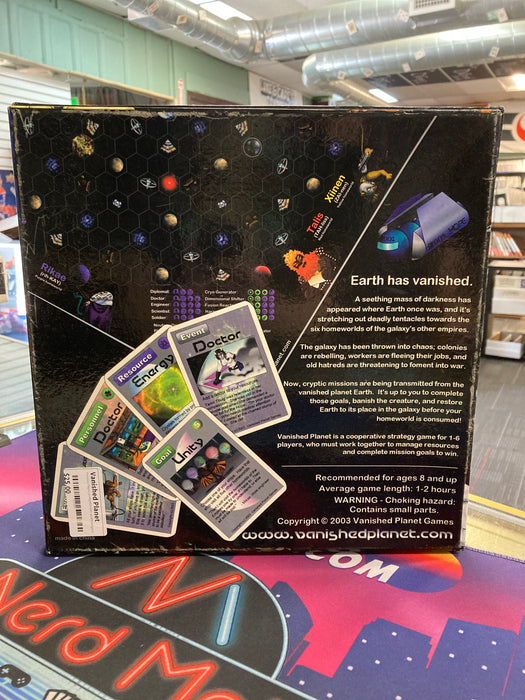 Xiinen
(ZAI-nen)
Talis
(TAH-liss)
Rikae
(rih-KAY)
Diplomat:
Doctor:
Engineer:
Scientist:
Soldier:
Cryo Generator:
Dimensional Shifter:
Earth has vanished.
A seething mass of darkness has
appeared where Earth once was, and it's
stretching out deadly tentacles towards the
six homeworlds of the galaxy's other empires.
The galaxy has been thrown into chaos; colonies
are rebelling, workers are fleeing their jobs, and
old hatreds are threatening to foment into war.
Now, cryptic missions are being transmitted from the
vanished planet Earth. It's up to you to complete
those goals, banish the creature, and restore
Earth to its place in the galaxy before your
homeworld is consumed!
Vanished Planet is a cooperative strategy game for 1-6
players, who must work together to manage resources
and complete mission goals to win.
Recommended for ages 8 and up
Average game length: 1-2 hours
WARNING - Choking hazard:
Contains small parts.
Copyright © 2003 Vanished Planet Games
www.vanishedplanet.com
Event
Doctor
Resource
Energy
Personnel
Doctor
Goal
5
Unity
Vanished Planet
made in china
COM
Nerd